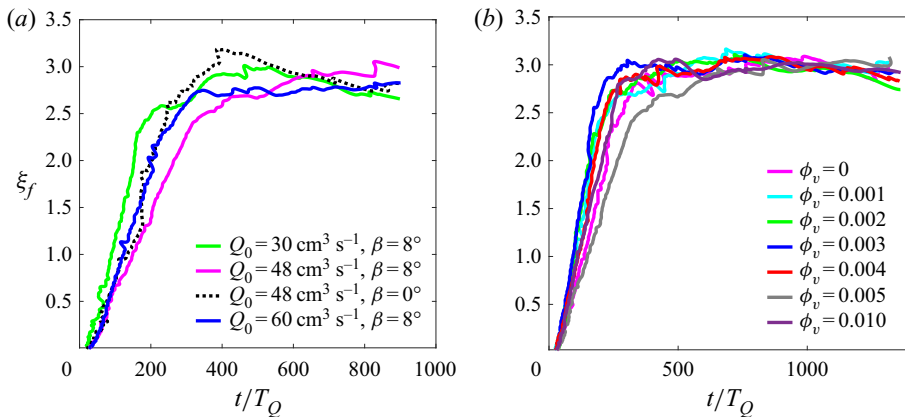 (a)
3.5
3.0
2.5
2.0
ξf
1.5
1.0
0.5
0
200
400
600
800
1000
t/TQ
Q0 = 30 cm³ s⁻¹, β = 8°
Q0 = 48 cm³ s⁻¹, β = 8°
Q0 = 48 cm³ s⁻¹, β = 0°
Q0 = 60 cm³ s⁻¹, β = 8°
(b)
3.5
3.0
2.5
2.0
1.5
1.0
0.5
0
500
1000
t/TQ
ϕv = 0
ϕv = 0.001
ϕv = 0.002
ϕv = 0.003
ϕv = 0.004
ϕv = 0.005
ϕv = 0.010